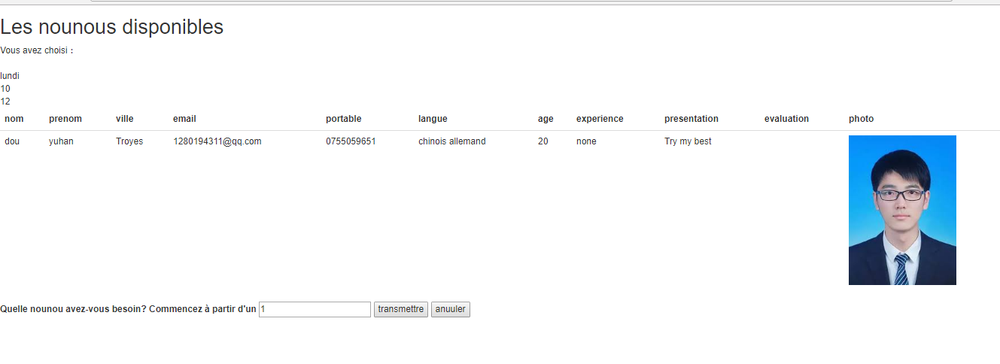 Les nounous disponibles
Vous avez choisi :
lundi
10
12
nom prenom ville email portable langue age experience presentation evaluation photo
dou yuhan Troyes 1280194311@qq.com 0755059651 chinois allemand 20 none Try my best
Quelle nounou avez-vous besoin? Commencez à partir d'un 1 transmettre anuuler